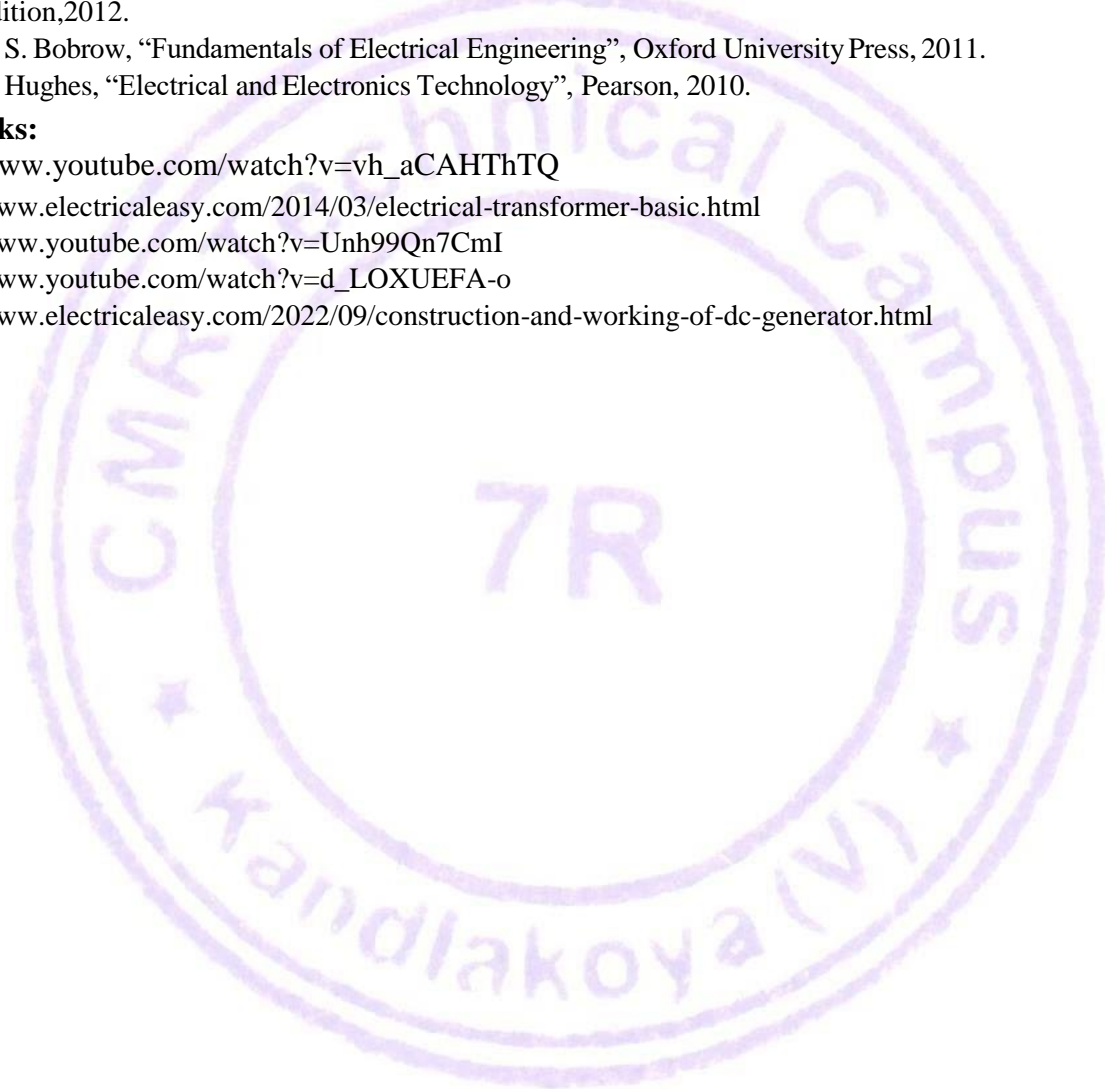 dition,2012.
S. Bobrow, “Fundamentals of Electrical Engineering”, Oxford University Press, 2011.
Hughes, “Electrical and Electronics Technology”, Pearson, 2010.
ks:
ww.youtube.com/watch?v=vh_aCAHThTQ
ww.electricaleasy.com/2014/03/electrical-transformer-basic.html
ww.youtube.com/watch?v=Unh99Qn7CmI
ww.youtube.com/watch?v=d_LOXUEFA-o
ww.electricaleasy.com/2022/09/construction-and-working-of-dc-generator.html
CMR Technical Campus
7R
Kandlakoya (V)